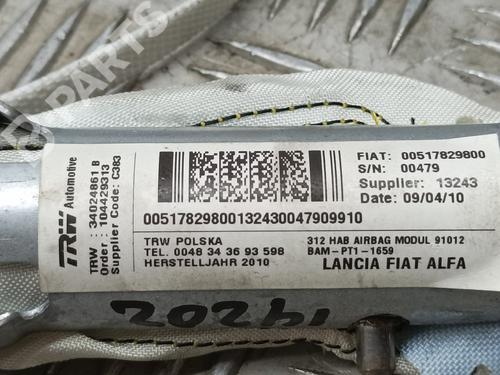 TRW Automotive
TRW : 34024861 B
Order : 104429313
Supplier Code: C383
FIAT: 00517829800
S/N: 00479
Supplier: 13243
Date: 09/04/10
00517829800132430047909910
TRW POLSKA
TEL. 0048 34 36 93 598
HERSTELLJAHR 2010
312 HAB AIRBAG MODUL 91012
BAM-PT1-1659
LANCIA FIAT ALFA
14202